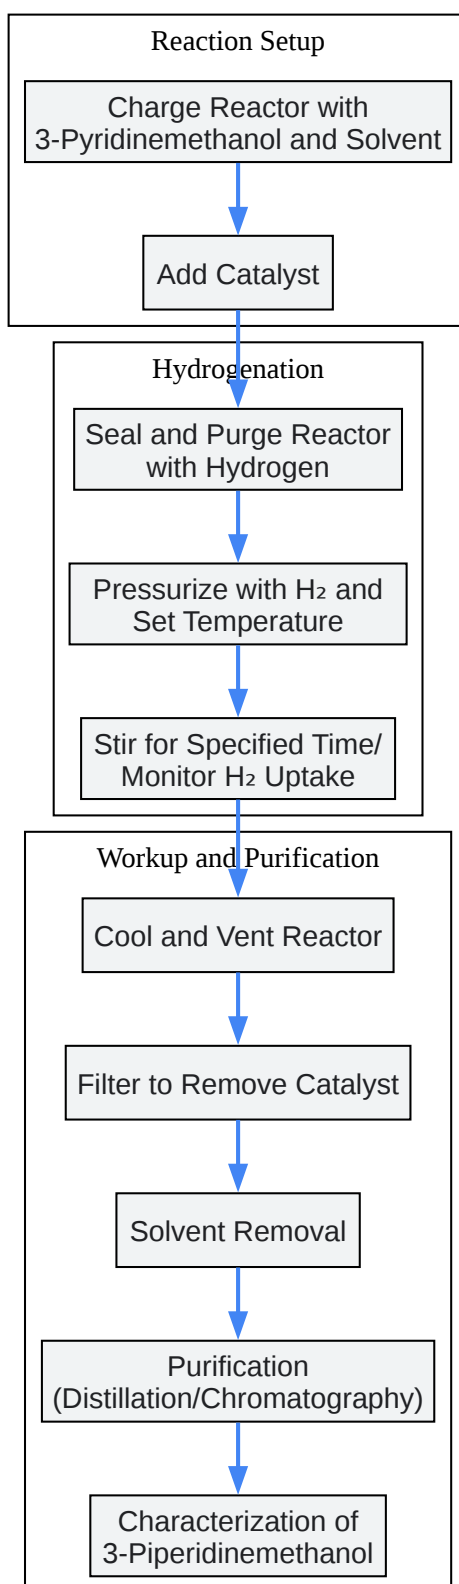 Reaction Setup
Charge Reactor with
3-Pyridinemethanol and Solvent
Add Catalyst
Hydrogenation
Seal and Purge Reactor
with Hydrogen
Pressurize with H₂ and
Set Temperature
Stir for Specified Time/
Monitor H₂ Uptake
Workup and Purification
Cool and Vent Reactor
Filter to Remove Catalyst
Solvent Removal
Purification
(Distillation/Chromatography)
Characterization of
3-Piperidinemethanol